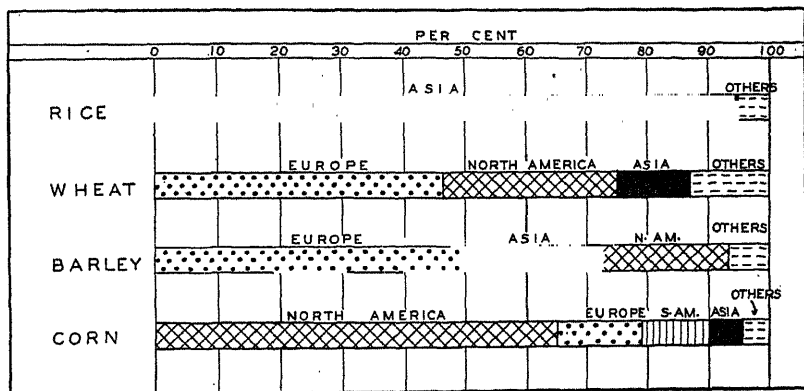 PER CENT
0 10 20 30 40 50 60 70 80 90 100
ASIA OTHERS
RICE
EUROPE NORTH AMERICA ASIA OTHERS
WHEAT
EUROPE ASIA N. AM. OTHERS
BARLEY
OTHERS
NORTH AMERICA EUROPE S. AM. ASIA
CORN